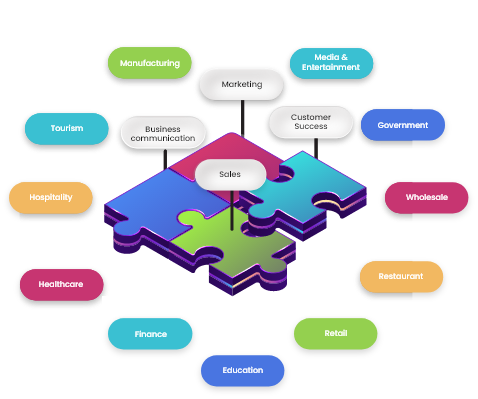 Manufacturing
Media &
Entertainment
Marketing
Tourism
Business
communication
Customer
Success
Government
Sales
Hospitality
Wholesale
Healthcare
Restaurant
Finance
Retail
Education